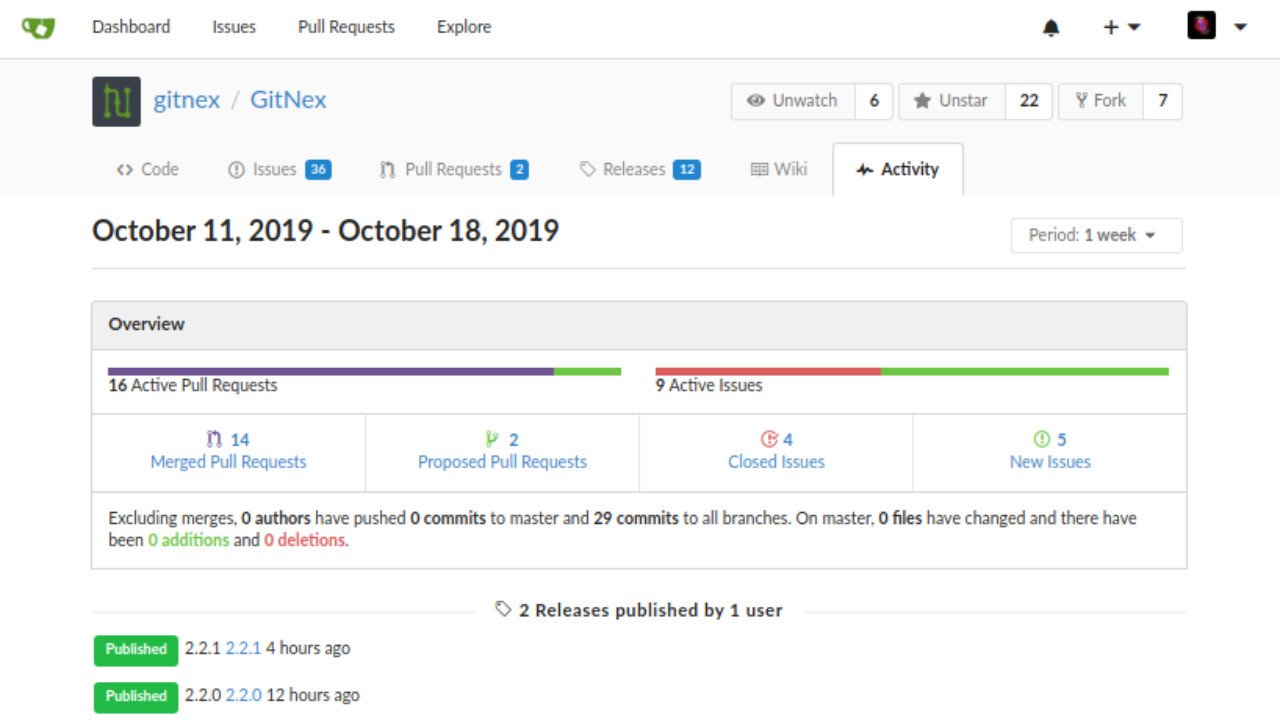 Dashboard Issues Pull Requests Explore
gitnex / GitNex Unwatch 6 Unstar 22 Fork 7
Code Issues 36 Pull Requests 2 Releases 12 Wiki Activity
October 11, 2019 - October 18, 2019 Period: 1 week
Overview
16 Active Pull Requests 9 Active Issues
14 2 4 5
Merged Pull Requests Proposed Pull Requests Closed Issues New Issues
Excluding merges, 0 authors have pushed 0 commits to master and 29 commits to all branches. On master, 0 files have changed and there have
been 0 additions and 0 deletions.
2 Releases published by 1 user
Published 2.2.1 2.2.1 4 hours ago
Published 2.2.0 2.2.0 12 hours ago